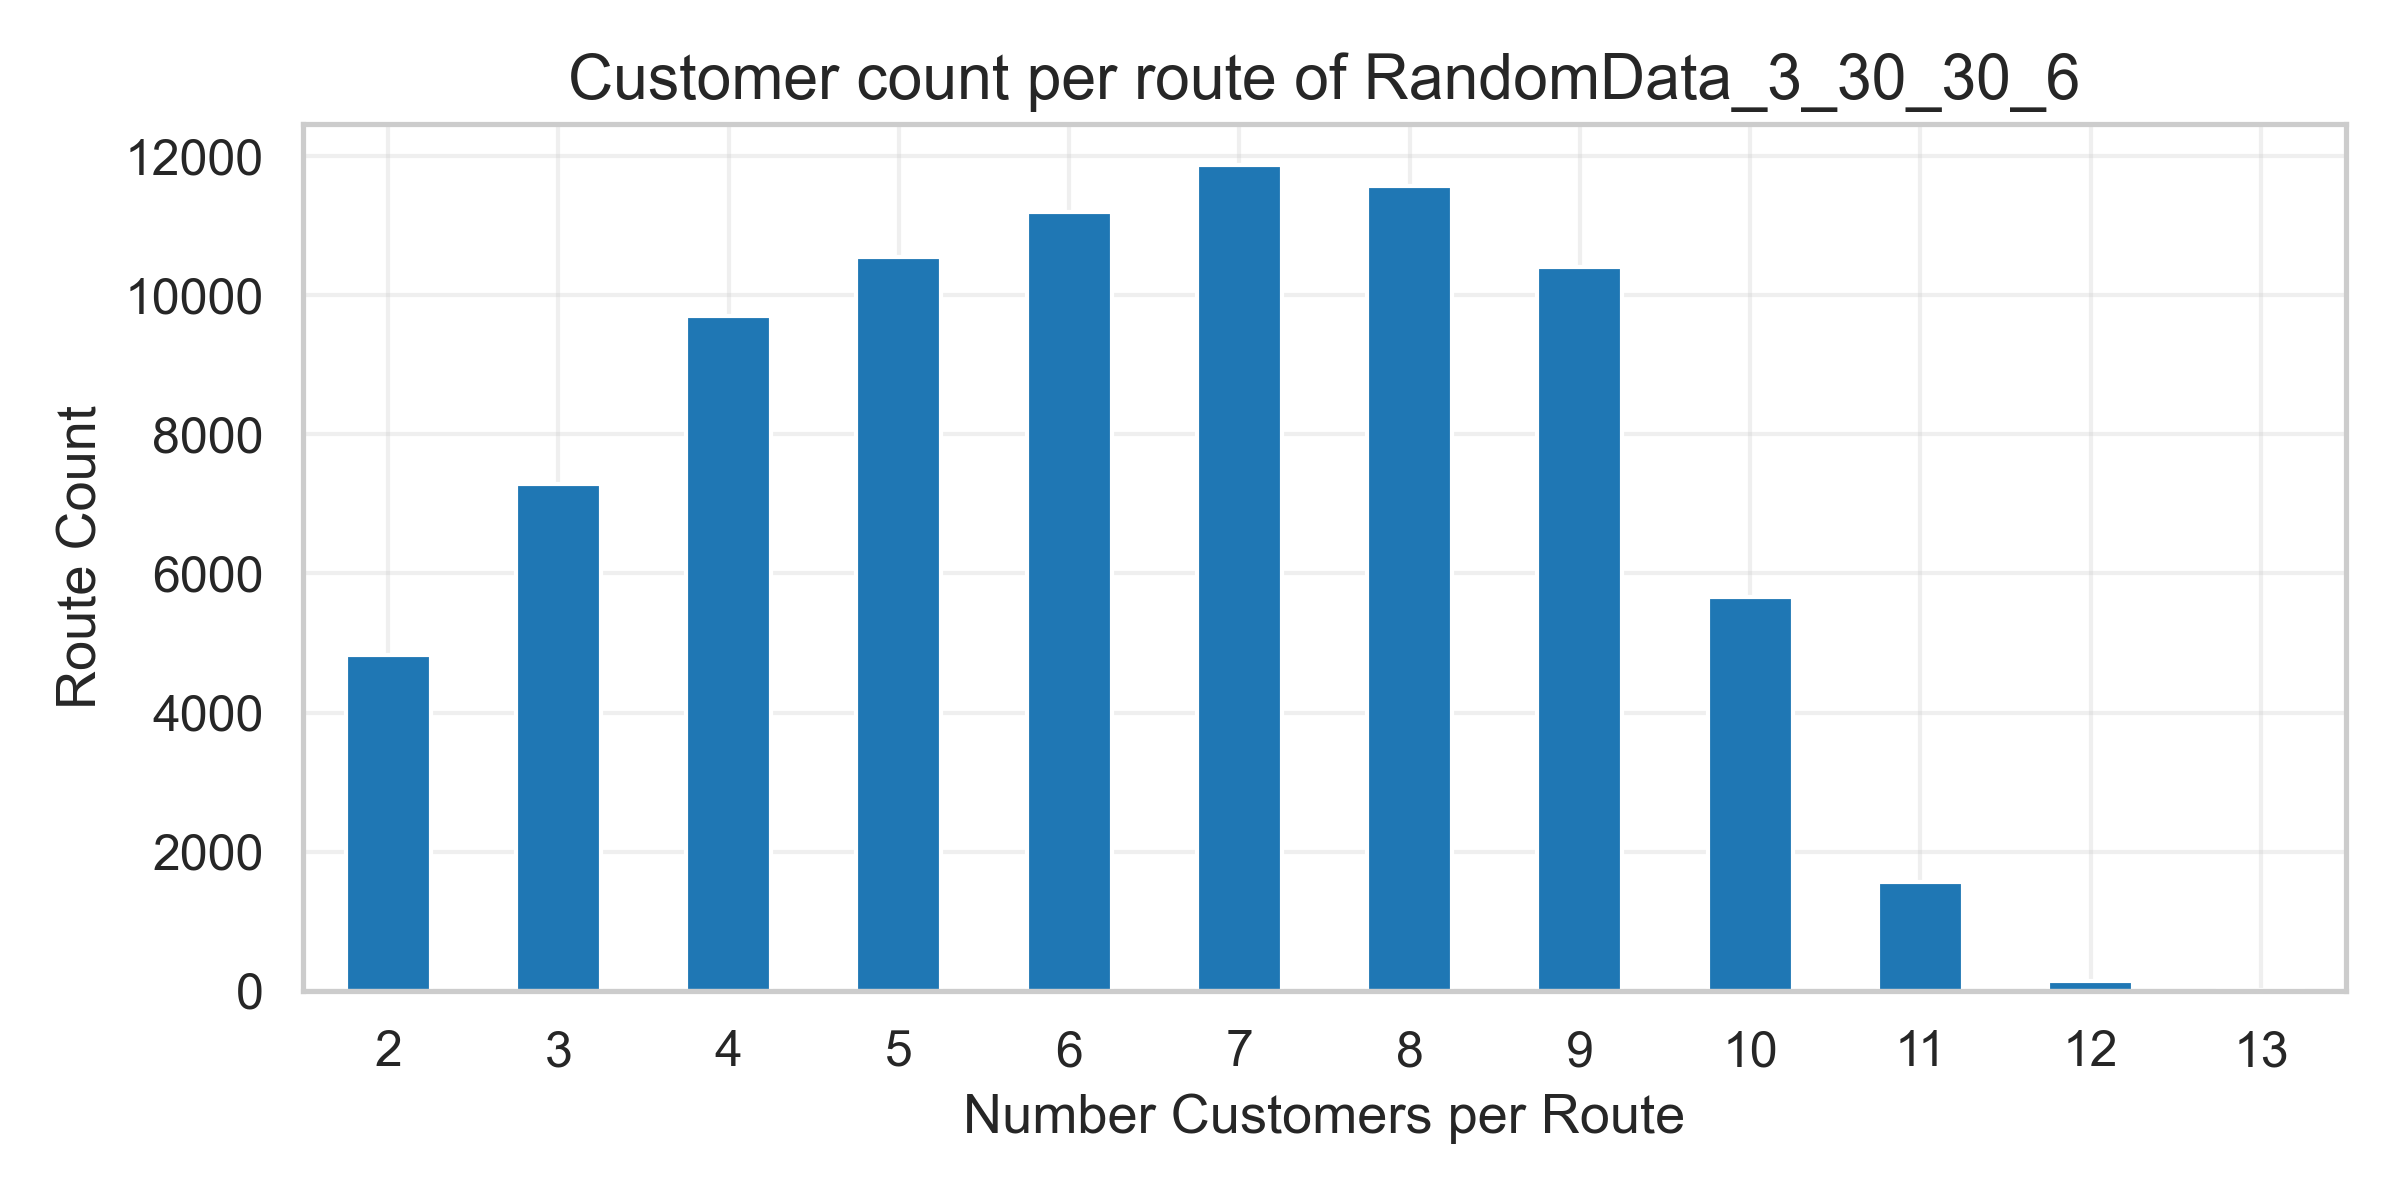 Customer count per route of RandomData_3_30_30_6
12000
10000
8000
6000
4000
2000
0
Route Count
2 3 4 5 6 7 8 9 10 11 12 13
Number Customers per Route